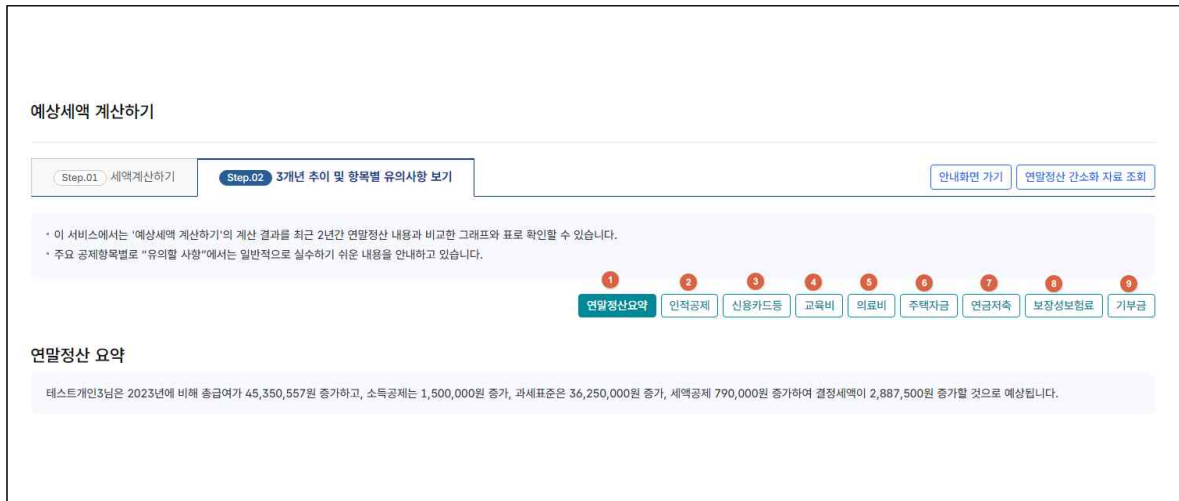 예상세액 계산하기
Step.01 세액계산하기 Step.02 3개년 추이 및 항목별 유의사항 보기 안내화면 가기 연말정산 간소화 자료 조회
· 이 서비스에서는 '예상세액 계산하기'의 계산 결과를 최근 2년간 연말정산 내용과 비교한 그래프와 표로 확인할 수 있습니다.
· 주요 공제항목별로 "유의할 사항"에서는 일반적으로 실수하기 쉬운 내용을 안내하고 있습니다.
1 2 3 4 5 6 7 8 9
연말정산요약 인적공제 신용카드등 교육비 의료비 주택자금 연금저축 보장성보험료 기부금
연말정산 요약
테스트개인3님은 2023년에 비해 총급여가 45,350,557원 증가하고, 소득공제는 1,500,000원 증가, 과세표준은 36,250,000원 증가, 세액공제 790,000원 증가하여 결정세액이 2,887,500원 증가할 것으로 예상됩니다.